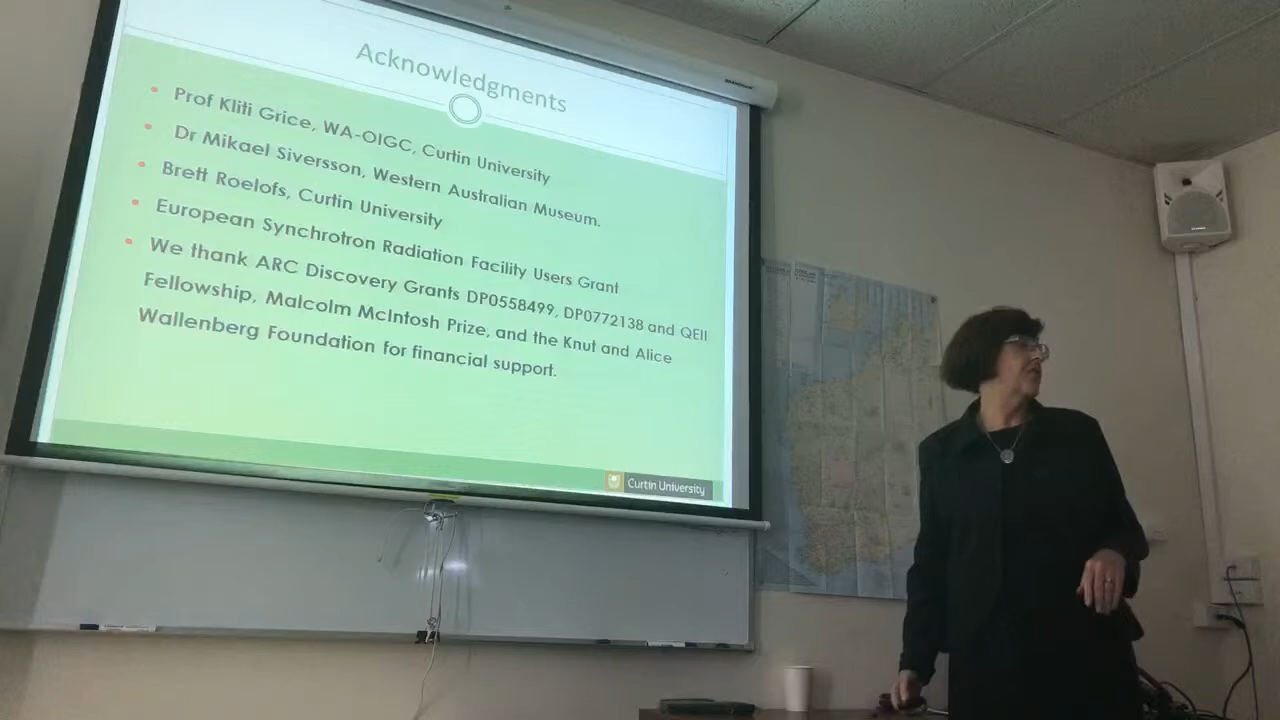 Acknowledgments
• Prof Kliti Grice, WA-OIGC, Curtin University
• Dr Mikael Siversson, Western Australian Museum.
• Brett Roelofs, Curtin University
• European Synchrotron Radiation Facility Users Grant
• We thank ARC Discovery Grants DP0558499, DP0772138 and QEII
Fellowship, Malcolm McIntosh Prize, and the Knut and Alice
Wallenberg Foundation for financial support.
Curtin University